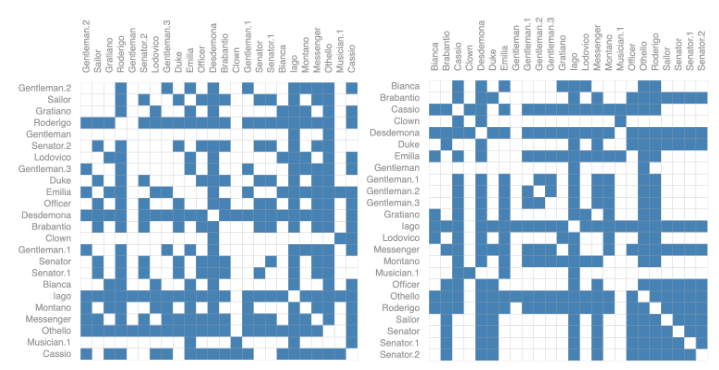 Gentleman.2
Sailor
Gratiano
Roderigo
Gentleman
Senator.2
Lodovico
Gentleman.3
Duke
Emilia
Officer
Desdemona
Brabantio
Clown
Gentleman.1
Senator
Senator.1
Bianca
Iago
Montano
Messenger
Othello
Musician.1
Cassio
Gentleman.2
Sailor
Gratiano
Roderigo
Gentleman
Senator.2
Lodovico
Gentleman.3
Duke
Emilia
Officer
Desdemona
Brabantio
Clown
Gentleman.1
Senator
Senator.1
Bianca
Iago
Montano
Messenger
Othello
Musician.1
Cassio
Bianca
Brabantio
Cassio
Clown
Desdemona
Duke
Emilia
Gentleman
Gentleman.1
Gentleman.2
Gentleman.3
Gratiano
Iago
Lodovico
Messenger
Montano
Musician.1
Officer
Othello
Roderigo
Sailor
Senator
Senator.1
Senator.2
Bianca
Brabantio
Cassio
Clown
Desdemona
Duke
Emilia
Gentleman
Gentleman.1
Gentleman.2
Gentleman.3
Gratiano
Iago
Lodovico
Messenger
Montano
Musician.1
Officer
Othello
Roderigo
Sailor
Senator
Senator.1
Senator.2